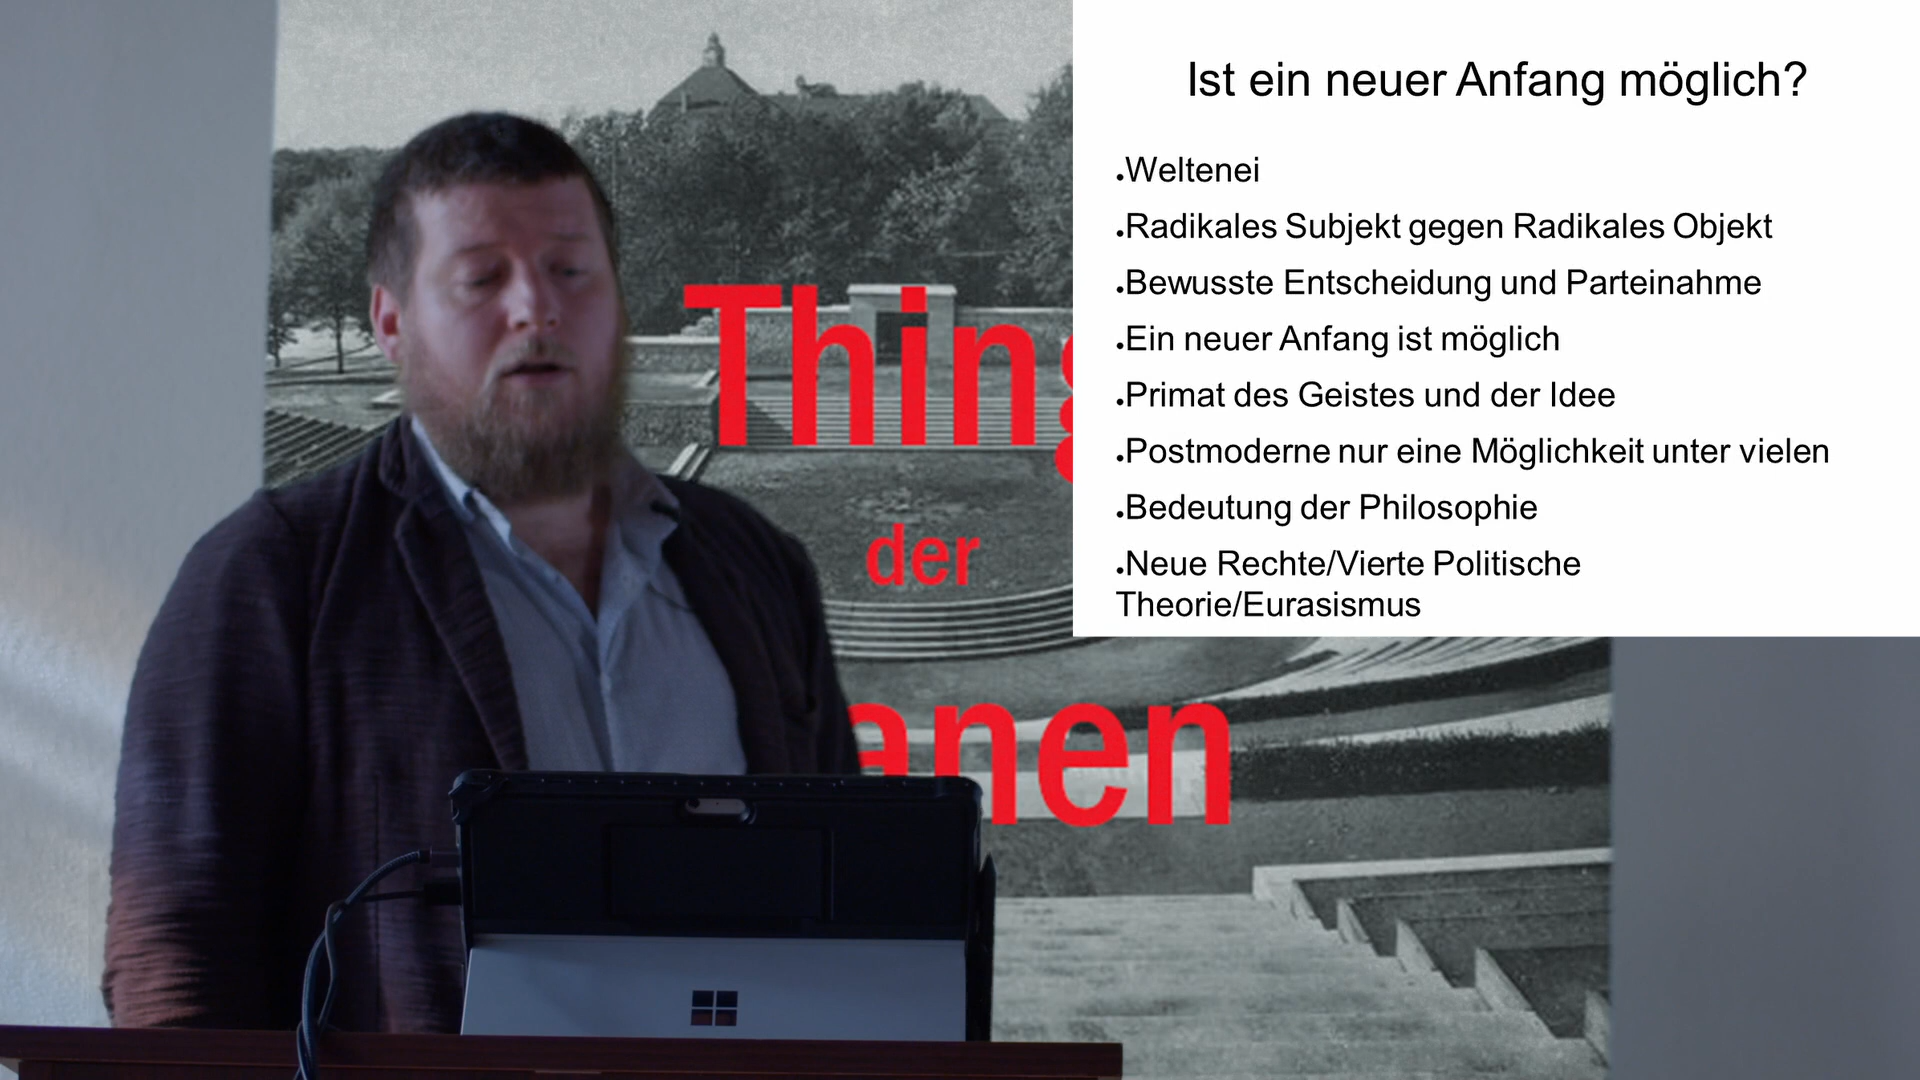 Ist ein neuer Anfang möglich?
•Weltenei
•Radikales Subjekt gegen Radikales Objekt
•Bewusste Entscheidung und Parteinahme
•Ein neuer Anfang ist möglich
•Primat des Geistes und der Idee
•Postmoderne nur eine Möglichkeit unter vielen
•Bedeutung der Philosophie
•Neue Rechte/Vierte Politische
Theorie/Eurasismus
Thing
der
anen